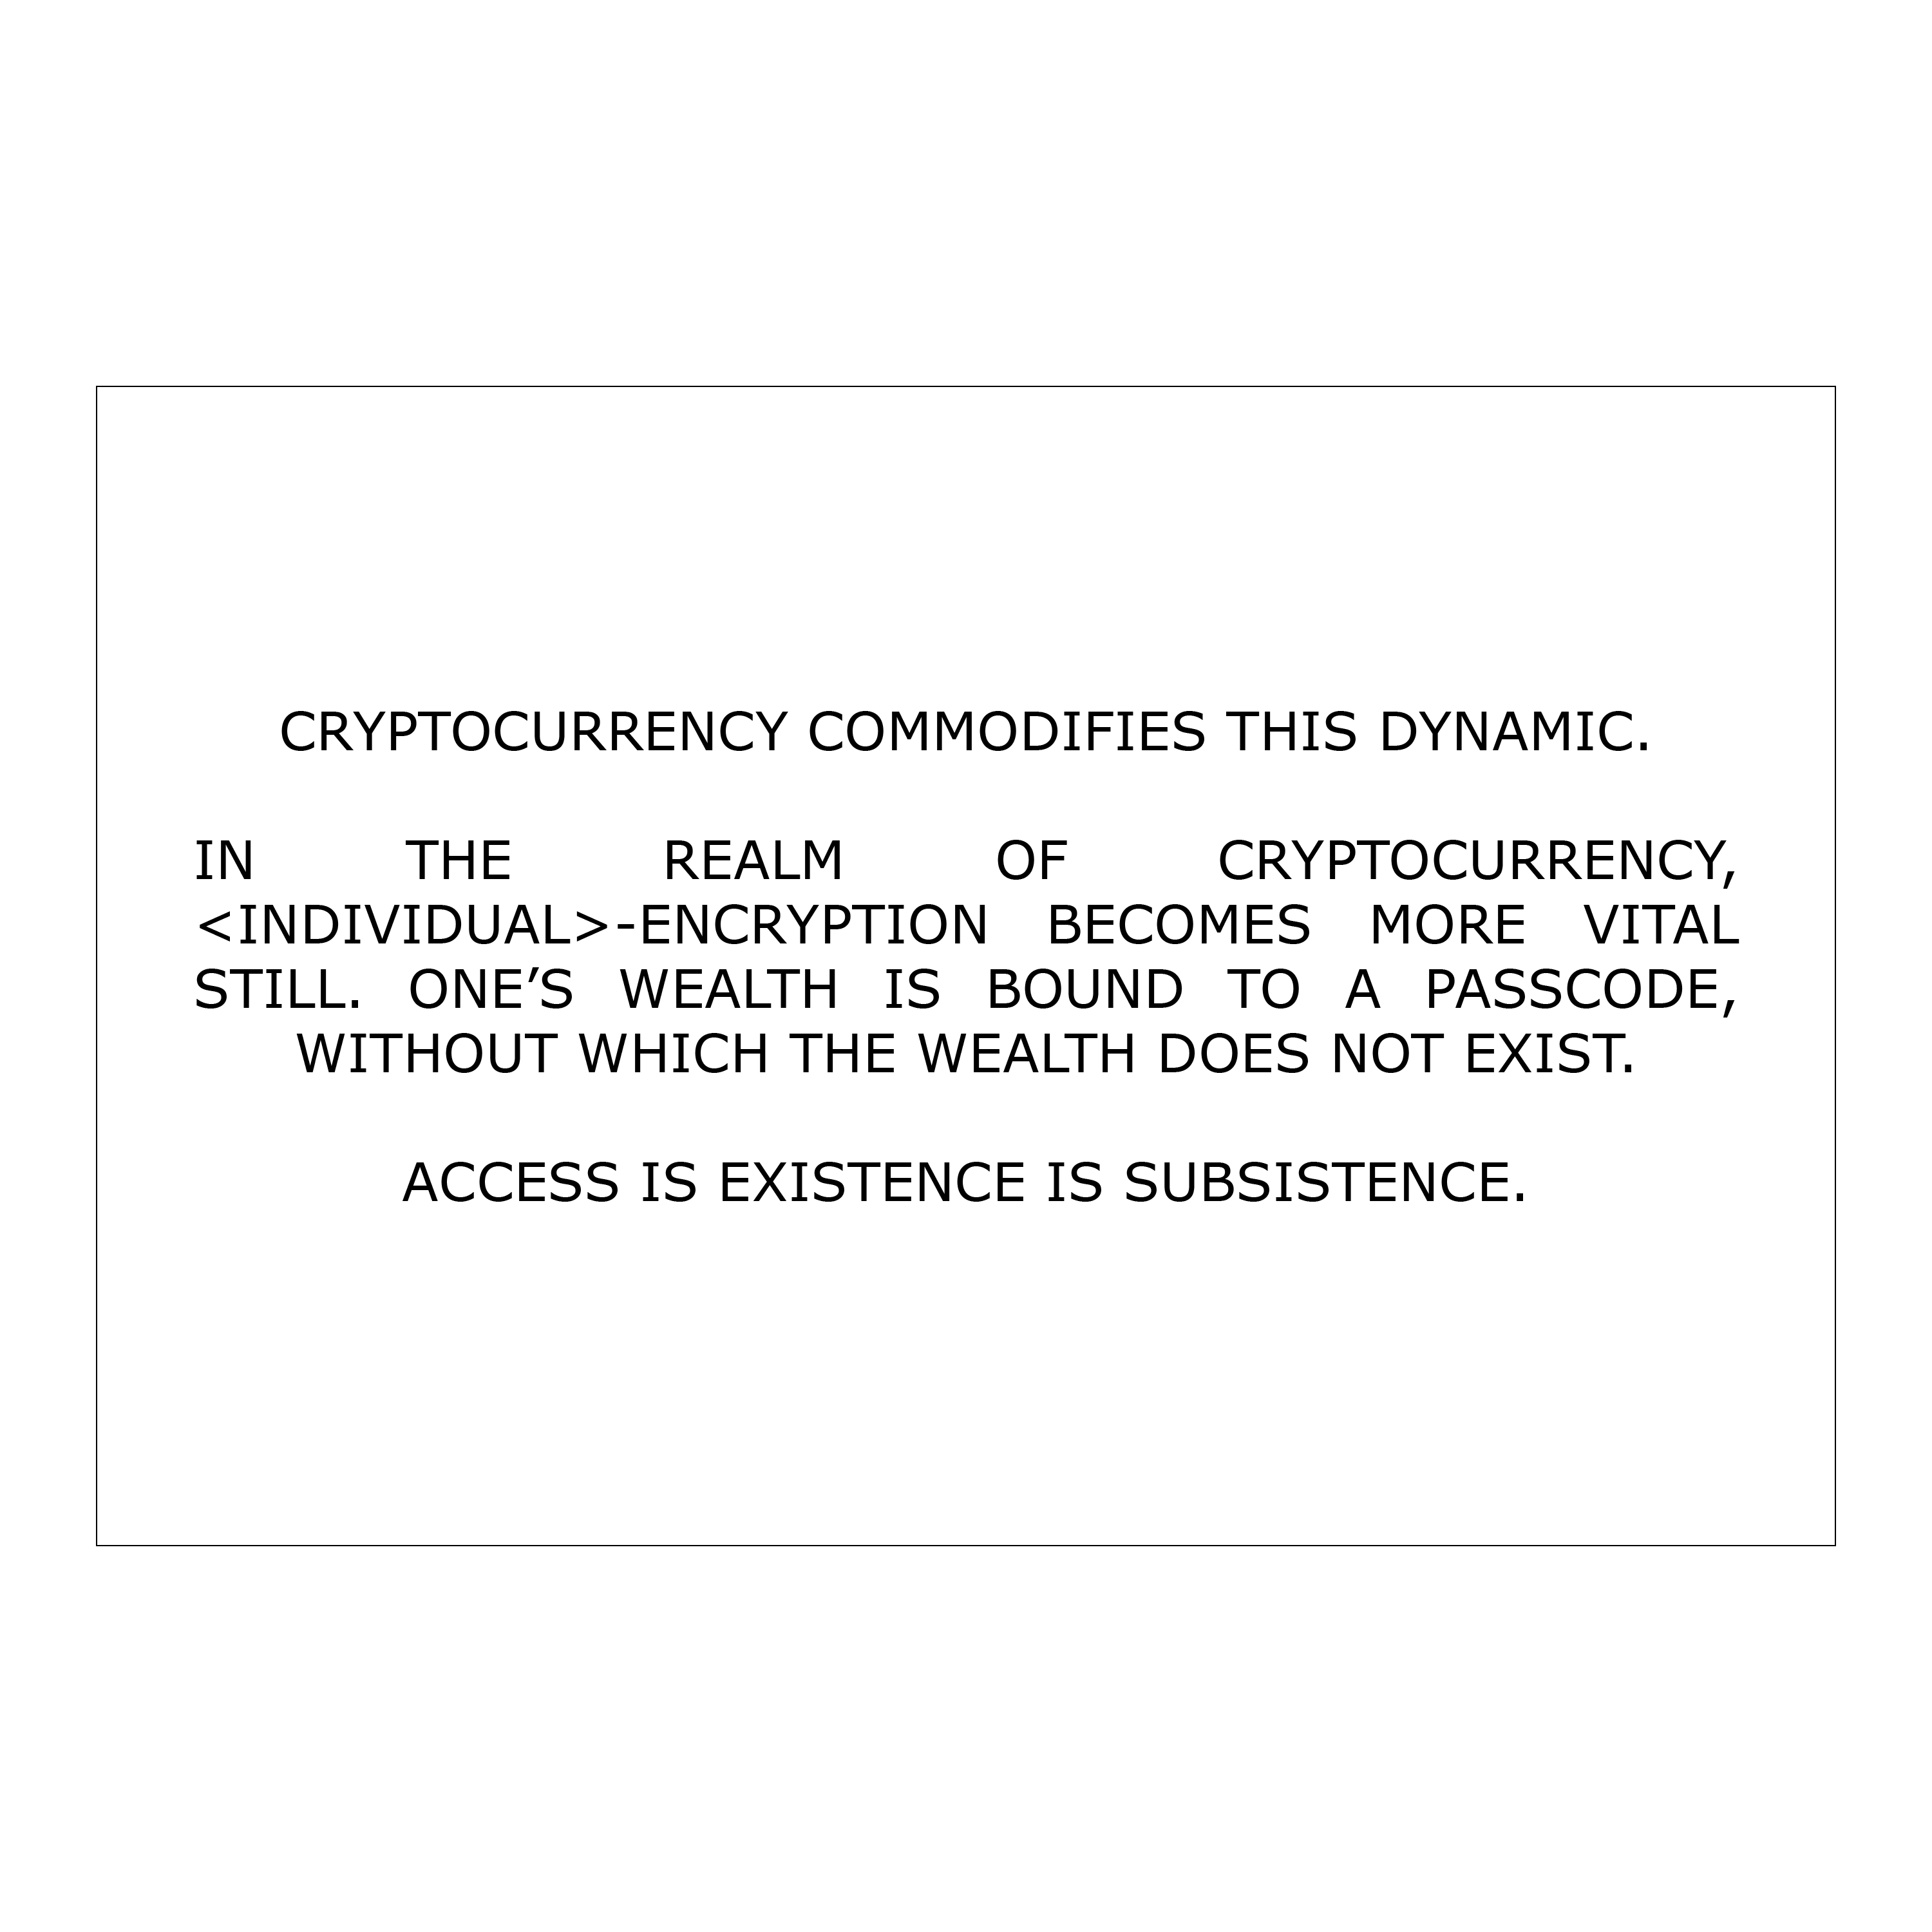 CRYPTOCURRENCY COMMODIFIES THIS DYNAMIC.
IN THE REALM OF CRYPTOCURRENCY,
<INDIVIDUAL>-ENCRYPTION BECOMES MORE VITAL
STILL. ONE’S WEALTH IS BOUND TO A PASSCODE,
WITHOUT WHICH THE WEALTH DOES NOT EXIST.
ACCESS IS EXISTENCE IS SUBSISTENCE.